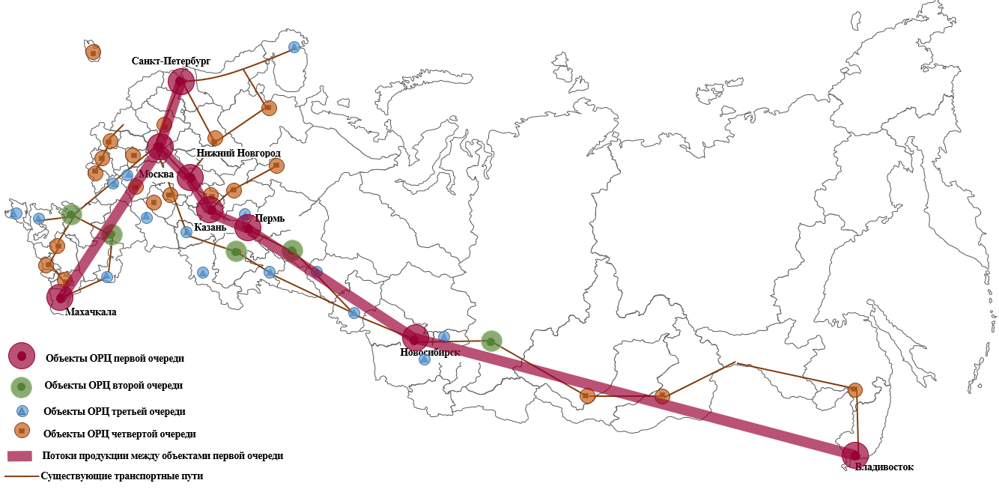 Санкт-Петербург
Нижний Новгород
Москва
Пермь
Казань
Махачкала
Новосибирск
Владивосток
Объекты ОРЦ первой очереди
Объекты ОРЦ второй очереди
Объекты ОРЦ третьей очереди
Объекты ОРЦ четвертой очереди
Потоки продукции между объектами первой очереди
Существующие транспортные пути